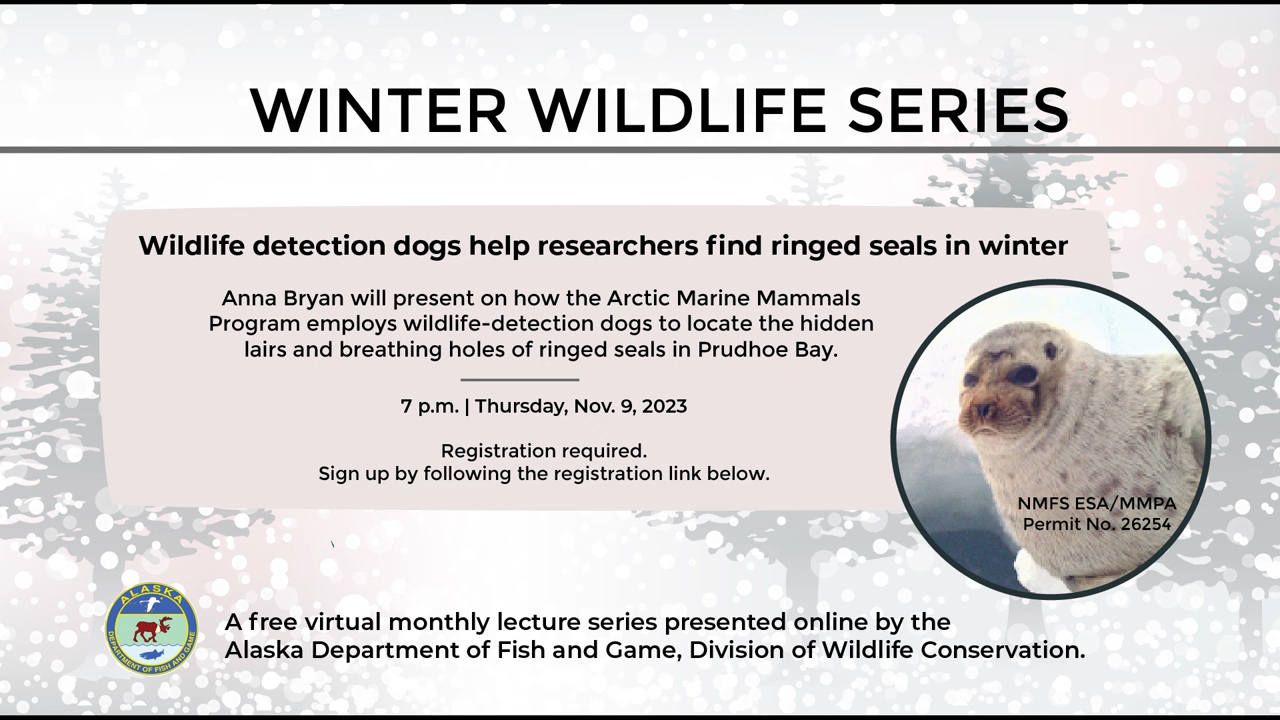 WINTER WILDLIFE SERIES
Wildlife detection dogs help researchers find ringed seals in winter
Anna Bryan will present on how the Arctic Marine Mammals
Program employs wildlife-detection dogs to locate the hidden
lairs and breathing holes of ringed seals in Prudhoe Bay.
7 p.m. | Thursday, Nov. 9, 2023
Registration required.
Sign up by following the registration link below.
NMFS ESA/MMPA
Permit No. 26254
ALASKA
DEPARTMENT OF FISH AND GAME
A free virtual monthly lecture series presented online by the
Alaska Department of Fish and Game, Division of Wildlife Conservation.